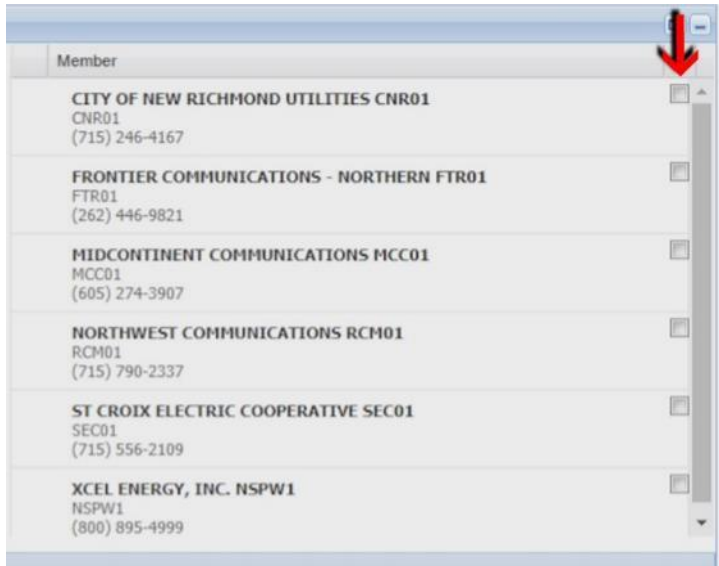 Member
CITY OF NEW RICHMOND UTILITIES CNR01
CNR01
(715) 246-4167
FRONTIER COMMUNICATIONS - NORTHERN FTR01
FTR01
(262) 446-9821
MIDCONTINENT COMMUNICATIONS MCC01
MCC01
(605) 274-3907
NORTHWEST COMMUNICATIONS RCM01
RCM01
(715) 790-2337
ST CROIX ELECTRIC COOPERATIVE SEC01
SEC01
(715) 556-2109
XCEL ENERGY, INC. NSPW1
NSPW1
(800) 895-4999